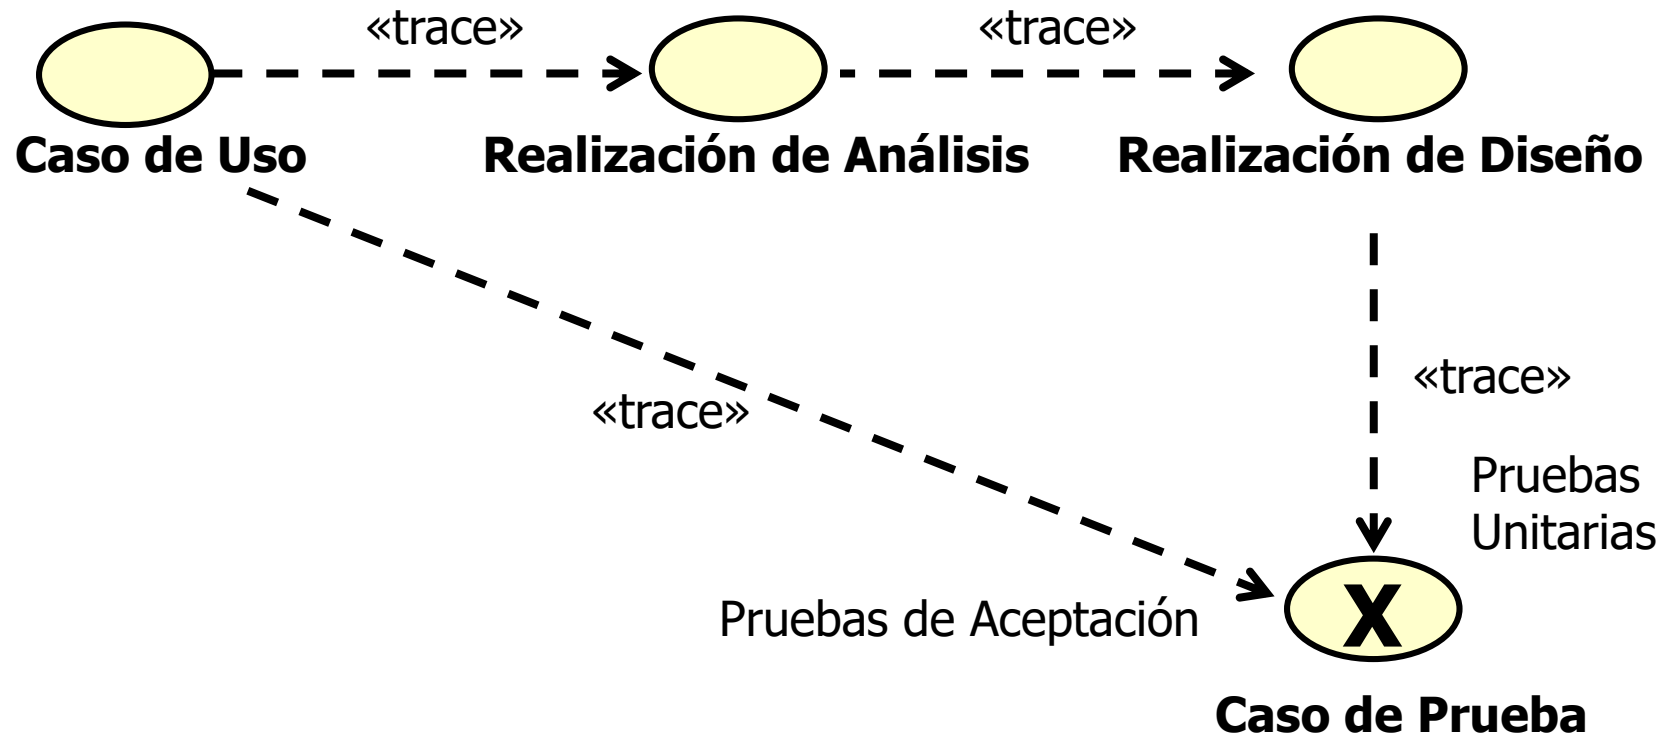 «trace»
«trace»
Caso de Uso
Realización de Análisis
Realización de Diseño
«trace»
«trace»
Pruebas
Unitarias
Pruebas de Aceptación
X
Caso de Prueba